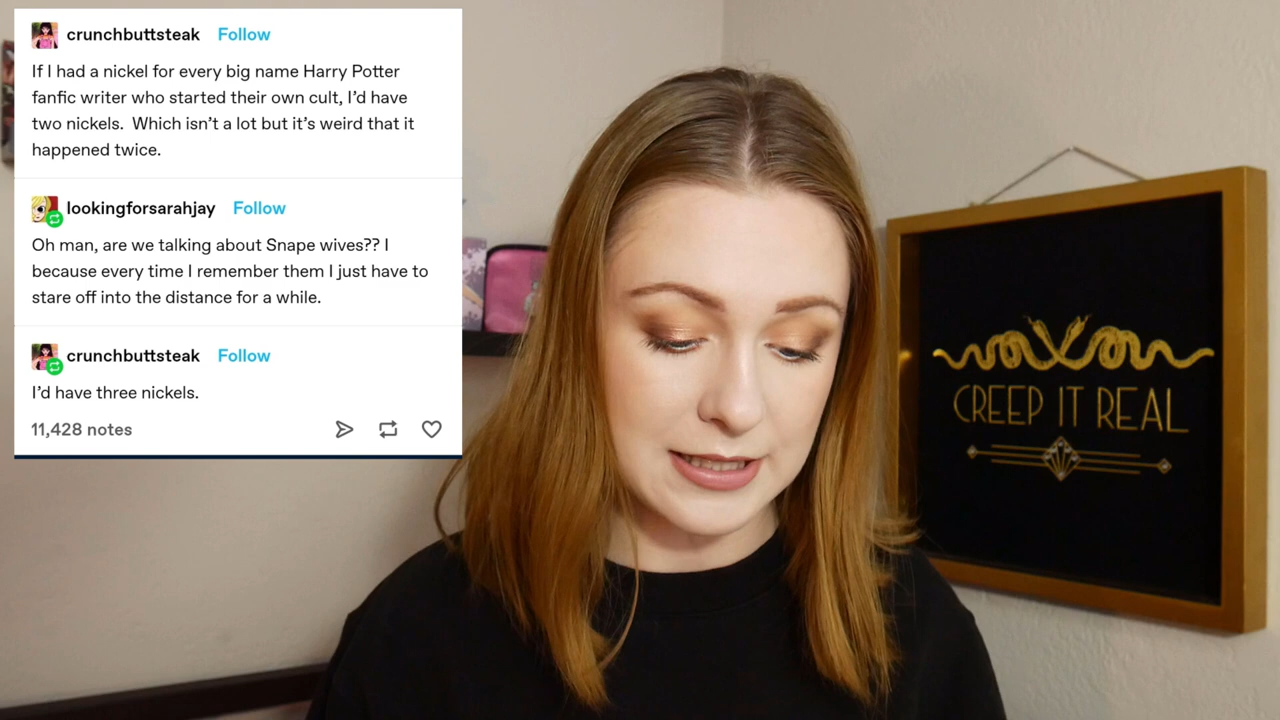 crunchbuttsteak Follow
If I had a nickel for every big name Harry Potter
fanfic writer who started their own cult, I’d have
two nickels.  Which isn’t a lot but it’s weird that it
happened twice.
lookingforsarahjay Follow
Oh man, are we talking about Snape wives?? I
because every time I remember them I just have to
stare off into the distance for a while.
crunchbuttsteak Follow
I’d have three nickels.
11,428 notes
CREEP IT REAL